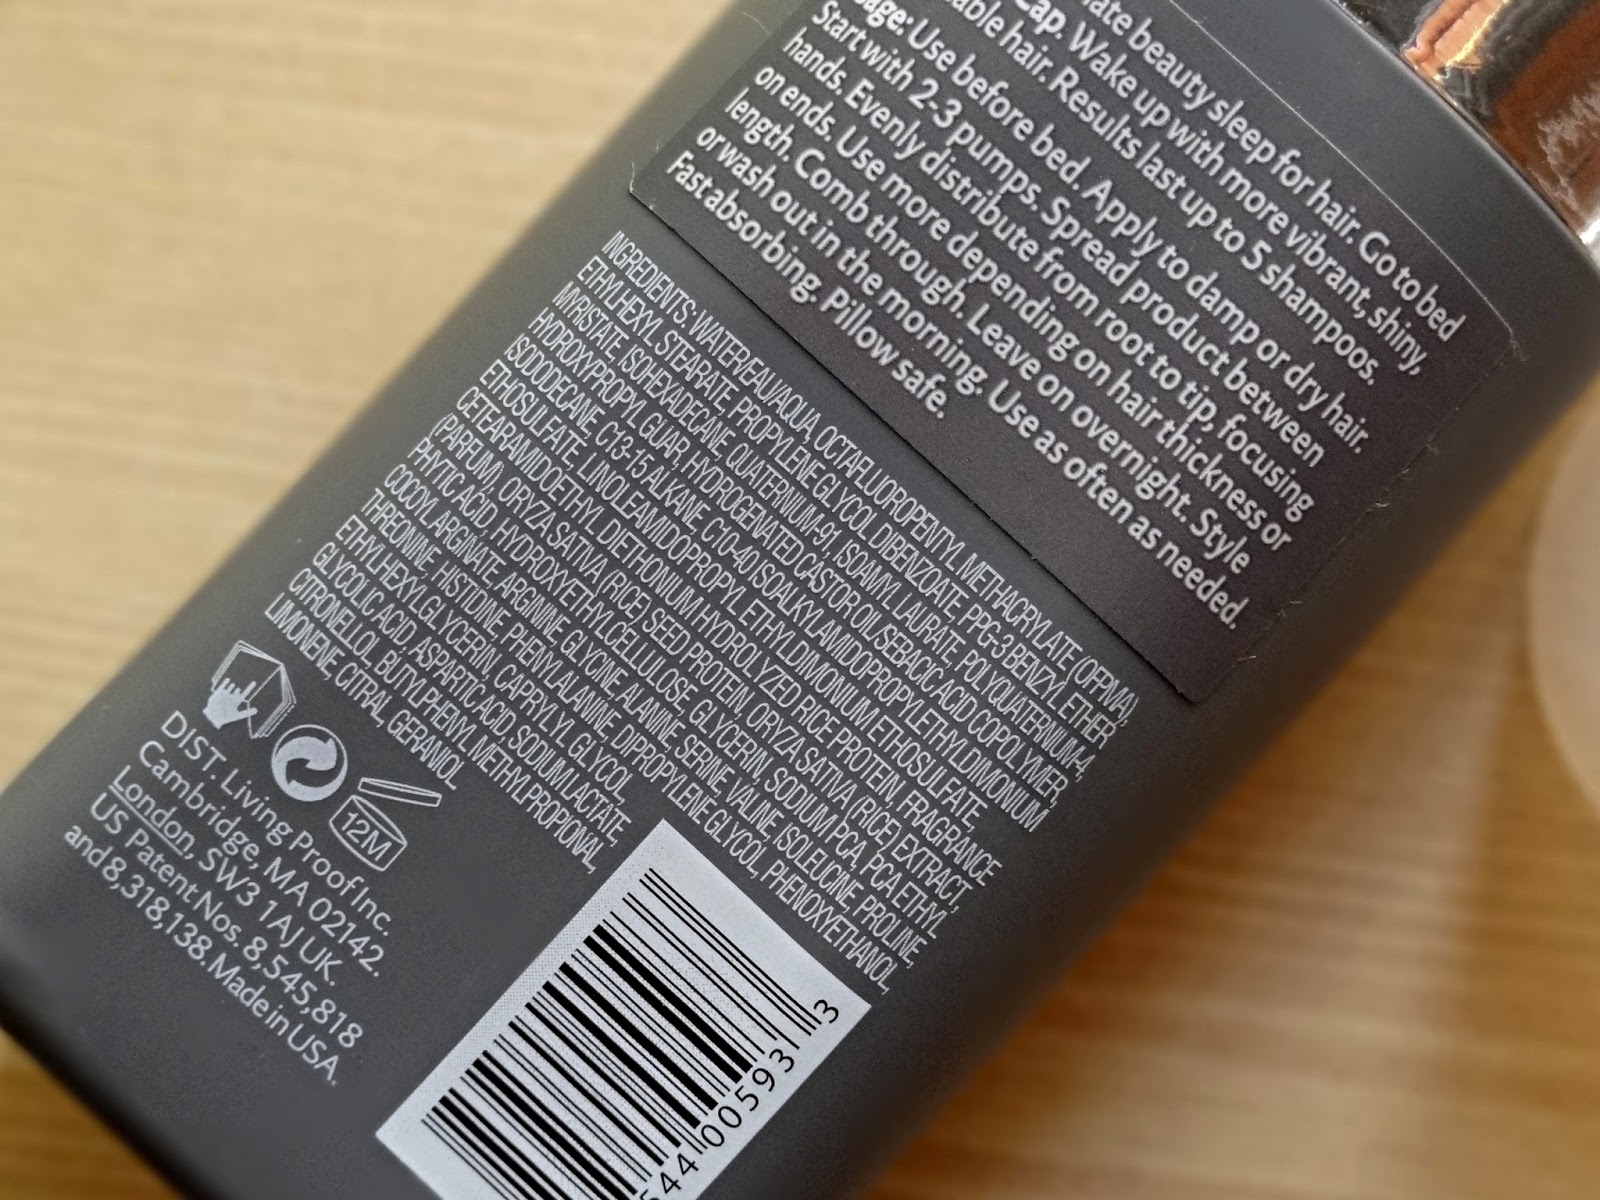 ate beauty sleep for hair. Go to bed
Cap. Wake up with more vibrant, shiny,
able hair. Results last up to 5 shampoos.
Use before bed. Apply to damp or dry hair.
Start with 2-3 pumps. Spread product between
hands. Evenly distribute from root to tip, focusing
on ends. Use more depending on hair thickness or
length. Comb through. Leave on overnight. Style
or wash out in the morning. Use as often as needed.
Fast absorbing. Pillow safe.
INGREDIENTS: WATER/EAU/AQUA, OCTAFLUOROPENTYL METHACRYLATE (OFPMA),
ETHYLHEXYL STEARATE, PROPYLENE GLYCOL DIBENZOATE, PPG-3 BENZYL ETHER
MYRISTATE, ISOHEXADECANE, QUATERNIUM-91, ISOAMYL LAURATE, POLYQUATERNIUM-4,
HYDROXYPROPYL GUAR, HYDROGENATED CASTOR OIL/SEBACIC ACID COPOLYMER,
ISODODECANE, C13-15 ALKANE, C10-40 ISOALKYLAMIDOPROPYLETHYLDIMONIUM
ETHOSULFATE, LINOLEAMIDOPROPYL ETHYLDIMONIUM ETHOSULFATE,
CETEARAMIDOETHYL DIETHONIUM HYDROLYZED RICE PROTEIN, FRAGRANCE
(PARFUM), ORYZA SATIVA (RICE) SEED PROTEIN, ORYZA SATIVA (RICE) EXTRACT,
PHYTIC ACID, HYDROXYETHYLCELLULOSE, GLYCERIN, SODIUM PCA, PCA ETHYL
COCOYL ARGINATE, ARGININE, GLYCINE, ALANINE, SERINE, VALINE, ISOLEUCINE, PROLINE,
THREONINE, HISTIDINE, PHENYLALANINE, DIPROPYLENE GLYCOL, PHENOXYETHANOL,
ETHYLHEXYLGLYCERIN, CAPRYLYL GLYCOL,
GLYCOLIC ACID, ASPARTIC ACID, SODIUM LACTATE,
CITRONELLOL, BUTYLPHENYL METHYLPROPIONAL,
LIMONENE, CITRAL, GERANIOL
12M
DIST. Living Proof Inc.
Cambridge, MA 02142.
London, SW3 1AJ UK.
US Patent Nos. 8,545,818
and 8,318,138. Made in USA.
544 00593 3